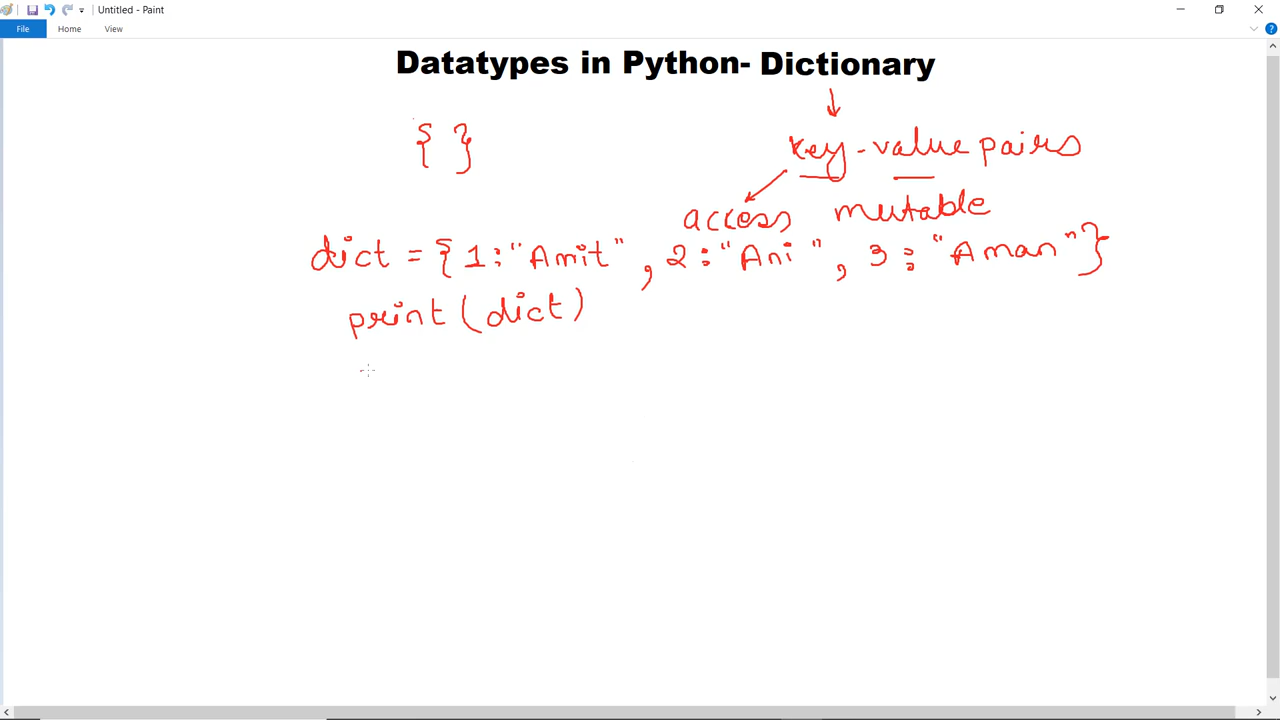 Untitled - Paint
File Home View
Datatypes in Python- Dictionary
{ }
key-value pairs
access mutable
dict = {1:"Amit", 2:"Ani", 3:"Aman"}
print(dict)